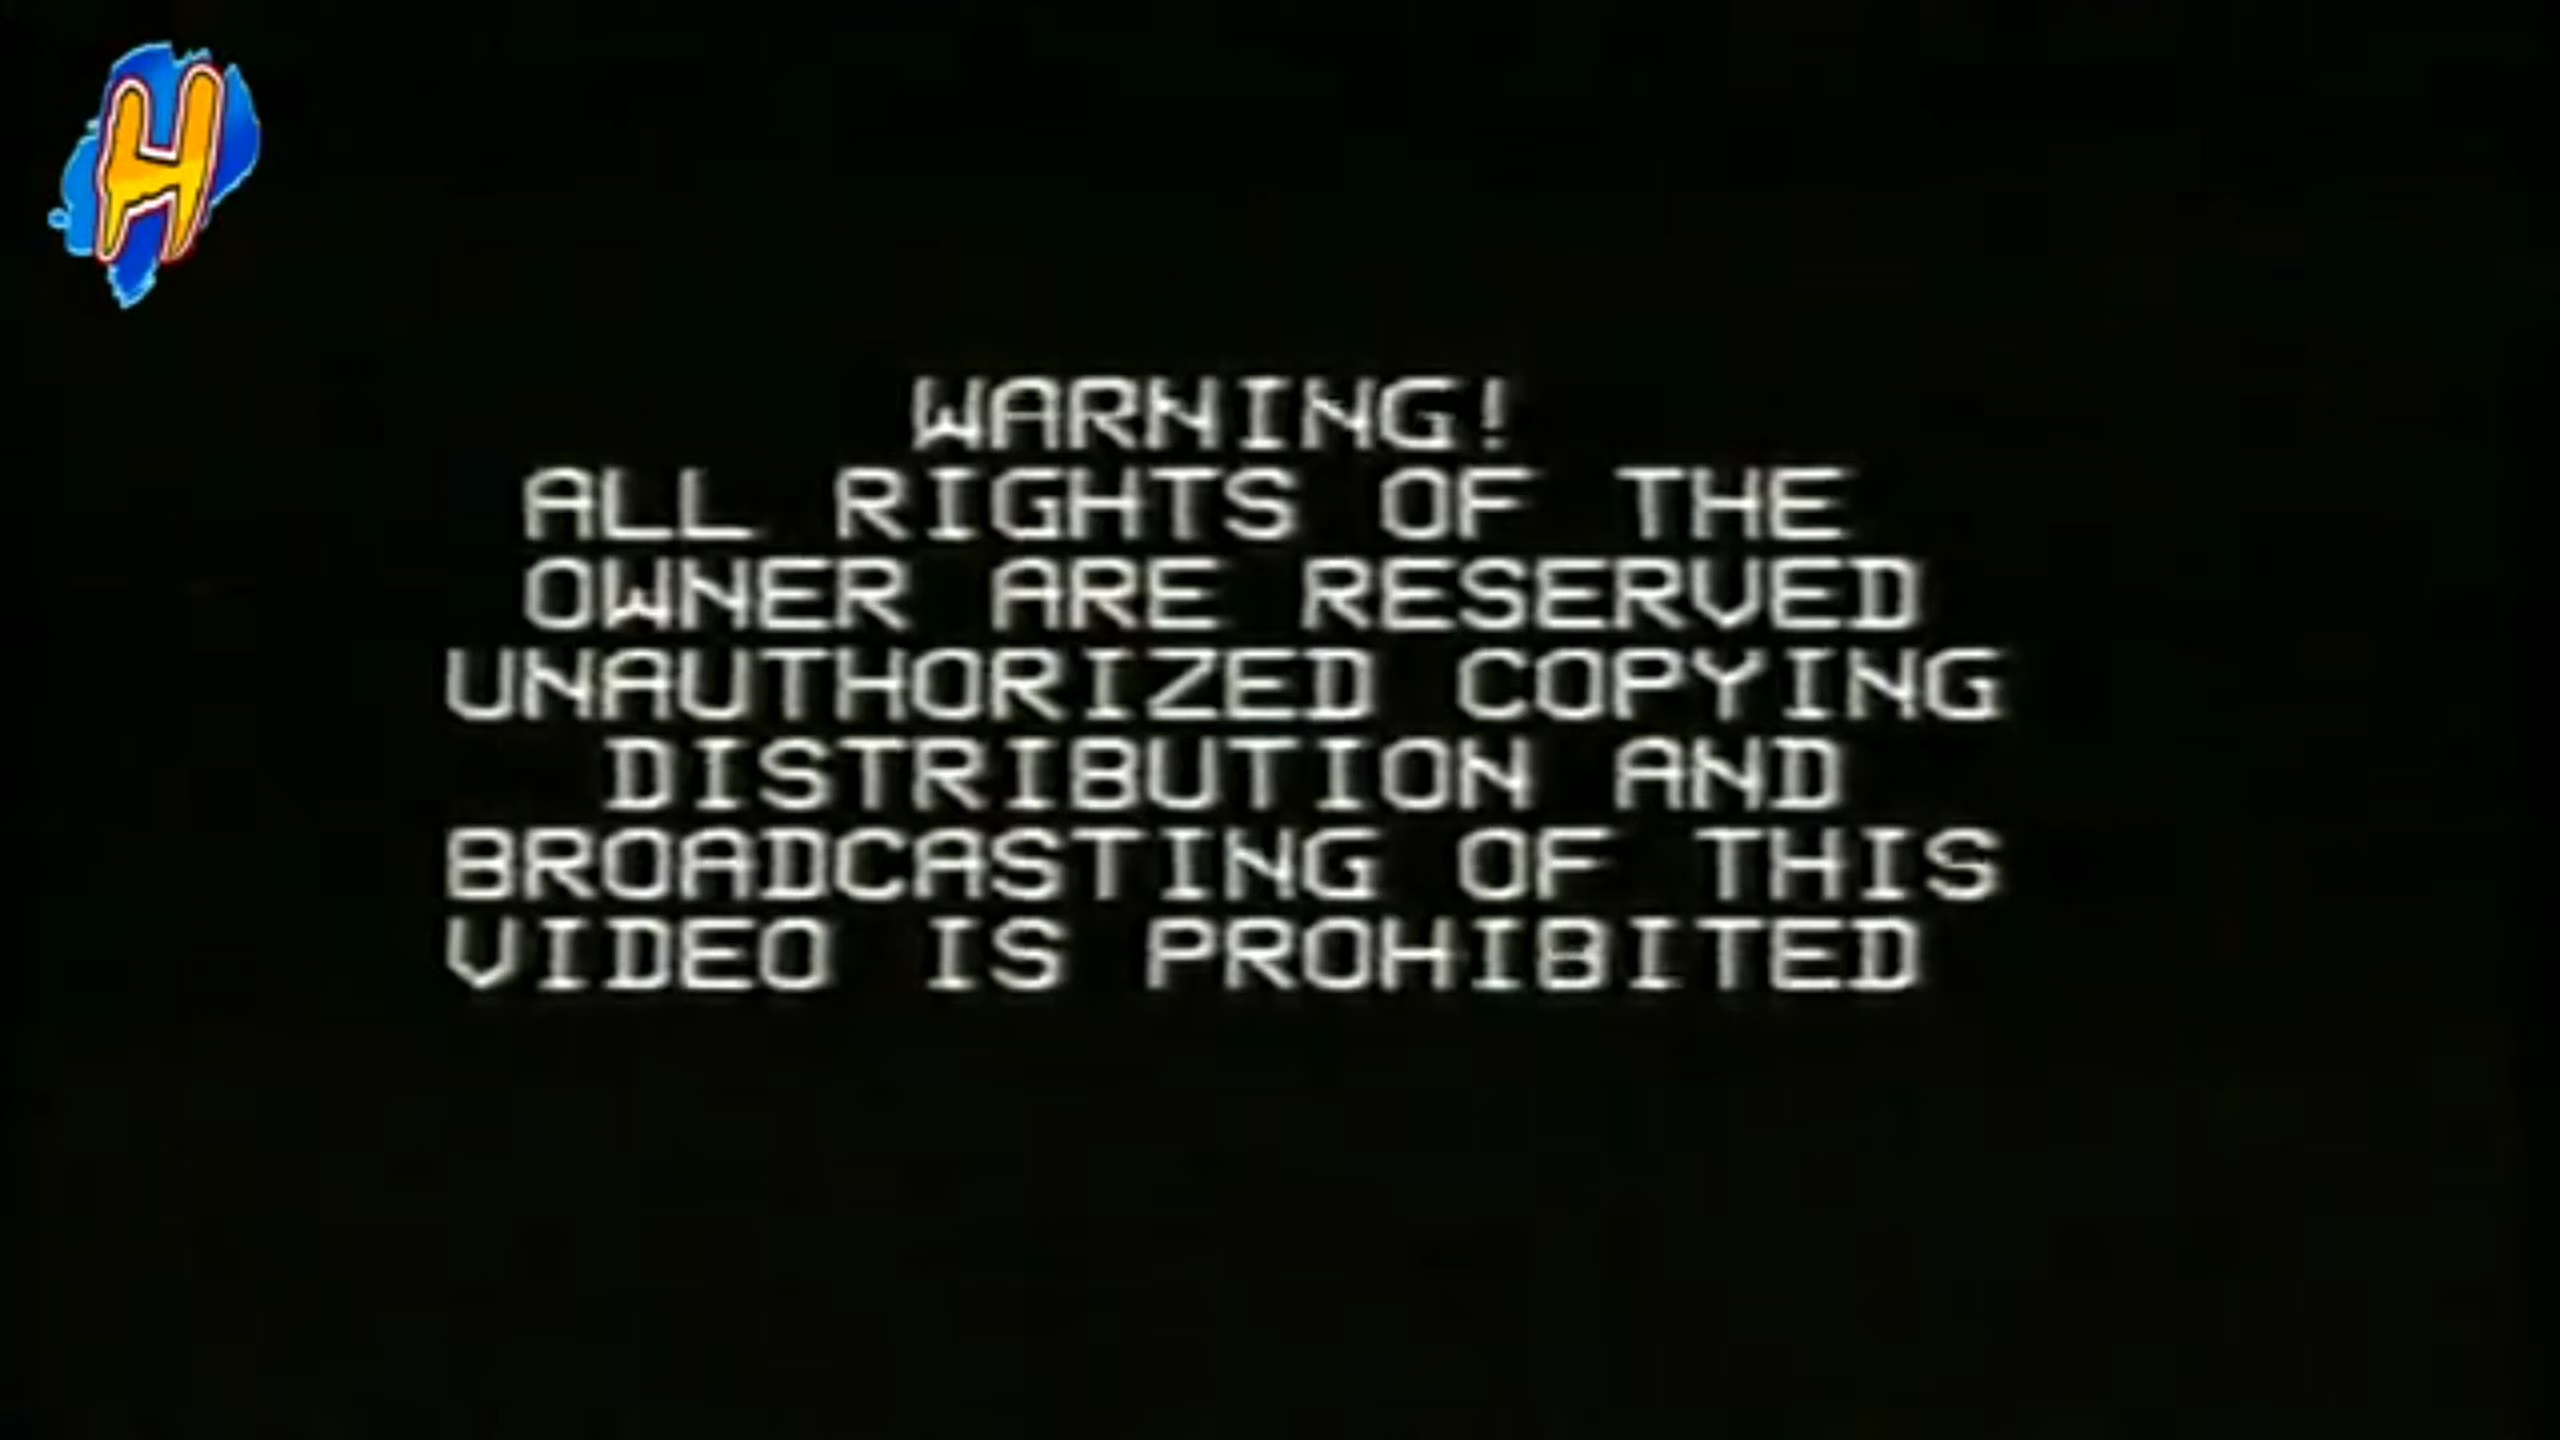 H
WARNING!
ALL RIGHTS OF THE
OWNER ARE RESERVED
UNAUTHORIZED COPYING
DISTRIBUTION AND
BROADCASTING OF THIS
VIDEO IS PROHIBITED